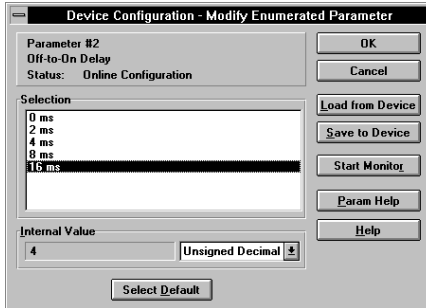 Device Configuration - Modify Enumerated Parameter
Parameter #2
Off-to-On Delay
Status: Online Configuration
OK
Cancel
Selection
0 ms
2 ms
4 ms
8 ms
16 ms
Load from Device
Save to Device
Start Monitor
Param Help
Help
Internal Value
4
Unsigned Decimal
Select Default